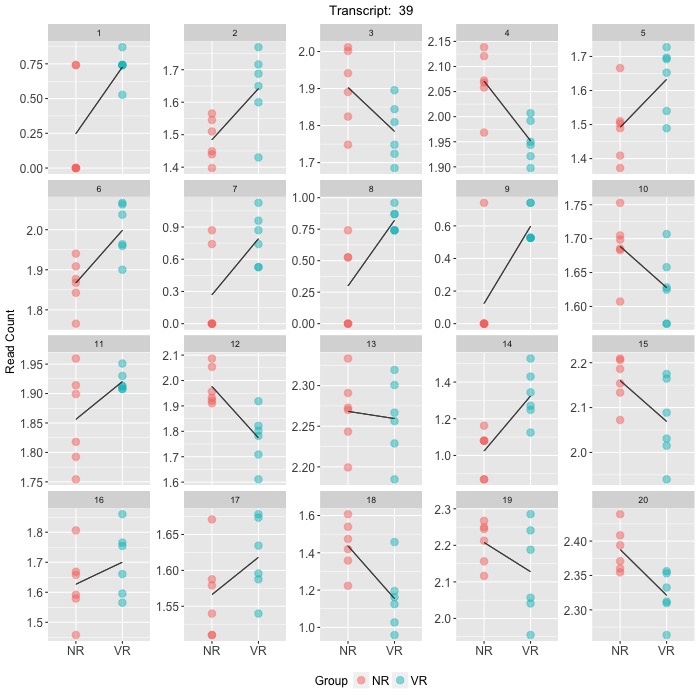 Transcript: 39
1 2 3 4 5
0.75 0.50 0.25 0.00
1.7 1.6 1.5 1.4
2.0 1.9 1.8 1.7
2.15 2.10 2.05 2.00 1.95 1.90
1.7 1.6 1.5 1.4
6 7 8 9 10
2.0 1.9 1.8
0.9 0.6 0.3 0.0
1.00 0.75 0.50 0.25 0.00
0.6 0.4 0.2 0.0
1.75 1.70 1.65 1.60
Read Count
11 12 13 14 15
1.95 1.90 1.85 1.80 1.75
2.1 2.0 1.9 1.8 1.7 1.6
2.30 2.25 2.20
1.4 1.2 1.0
2.2 2.1 2.0
16 17 18 19 20
1.8 1.7 1.6 1.5
1.65 1.60 1.55
1.6 1.4 1.2 1.0
2.3 2.2 2.1 2.0
2.40 2.35 2.30
NR VR NR VR NR VR NR VR NR VR
Group NR VR